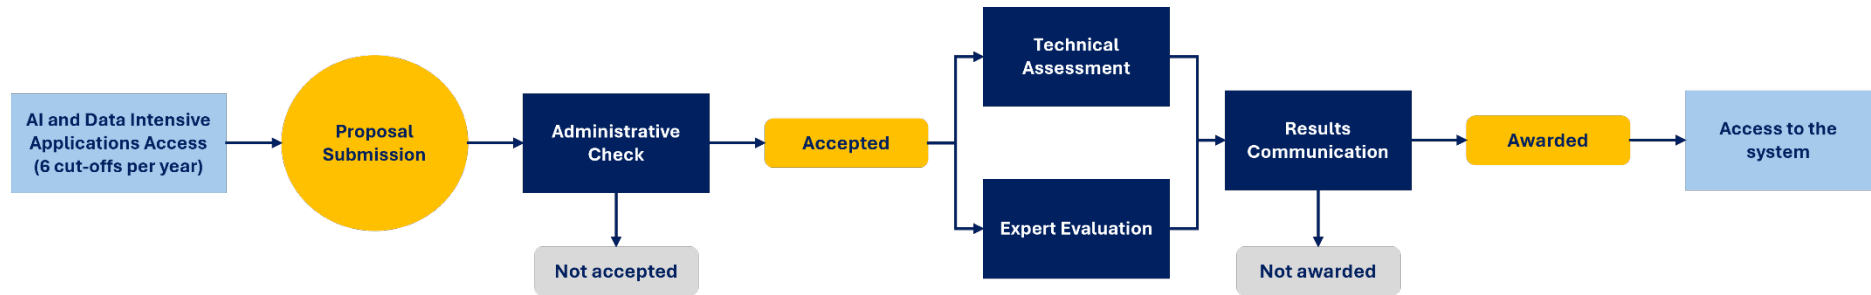 AI and Data Intensive
Applications Access
(6 cut-offs per year)
Proposal
Submission
Administrative
Check
Not accepted
Accepted
Technical
Assessment
Expert Evaluation
Results
Communication
Not awarded
Awarded
Access to the
system